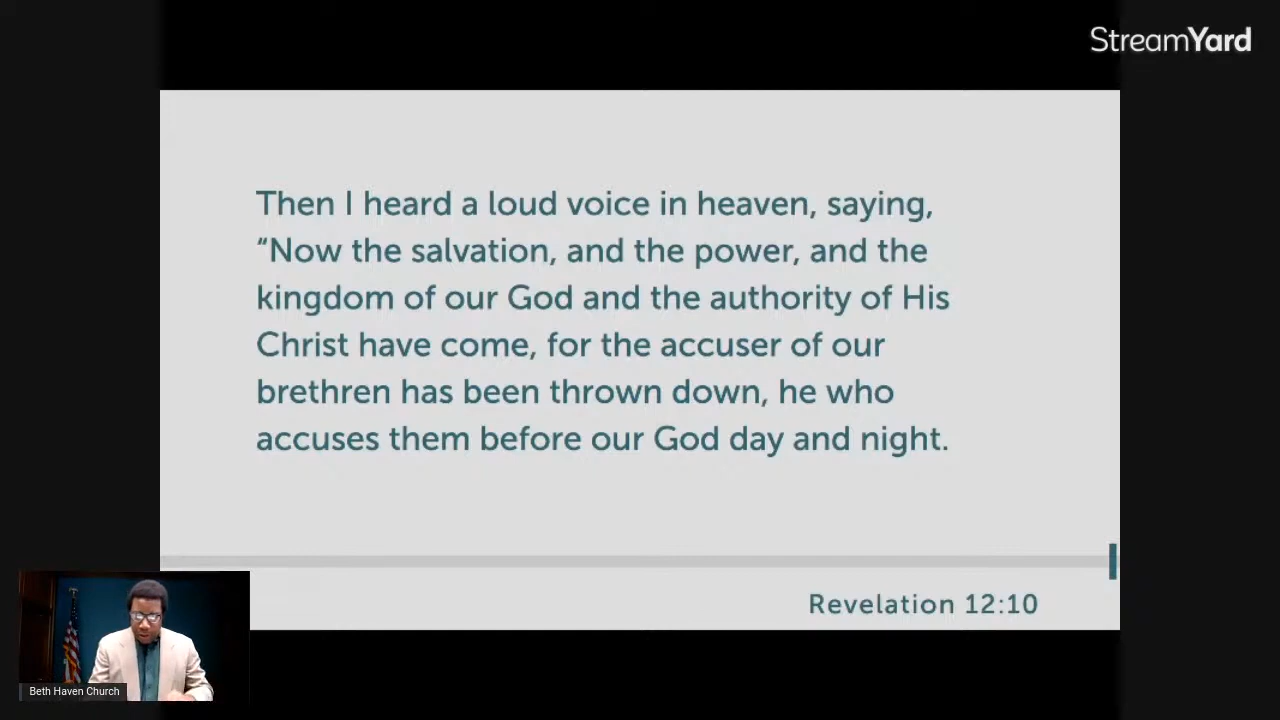 StreamYard
Then I heard a loud voice in heaven, saying,
“Now the salvation, and the power, and the
kingdom of our God and the authority of His
Christ have come, for the accuser of our
brethren has been thrown down, he who
accuses them before our God day and night.
Revelation 12:10
Beth Haven Church